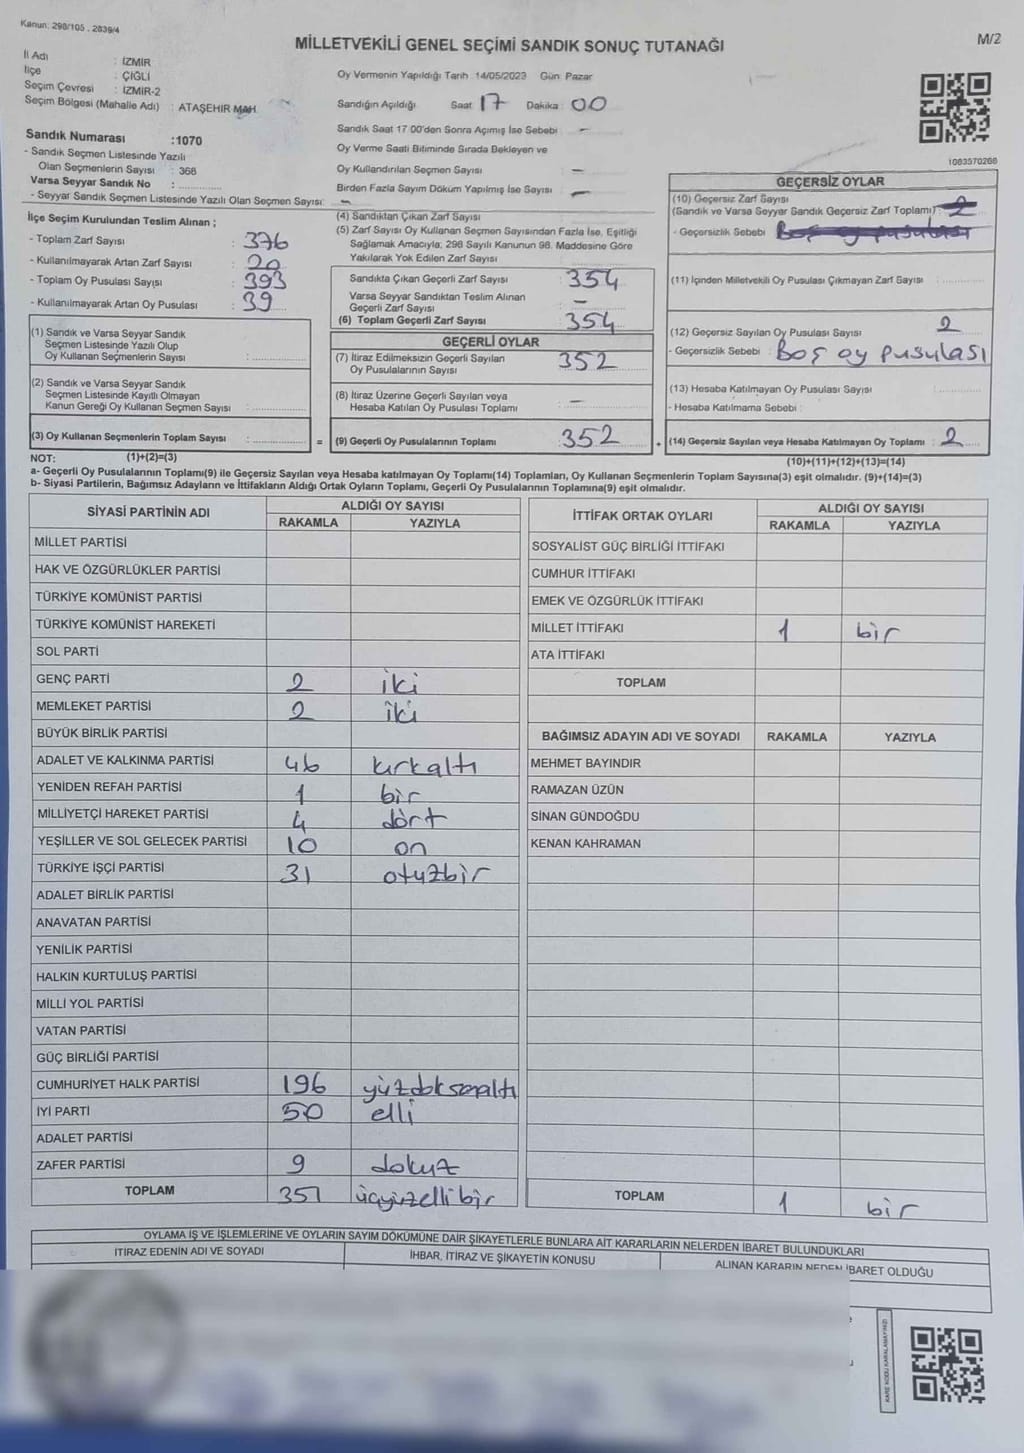 Kanun: 298/105 . 2839/4
MİLLETVEKİLİ GENEL SEÇİMİ SANDIK SONUÇ TUTANAĞI
M/2
İl Adı : İZMİR
İlçe : ÇİĞLİ
Seçim Çevresi : İZMİR-2
Seçim Bölgesi (Mahalle Adı) : ATAŞEHİR MAH.
Oy Vermenin Yapıldığı Tarih : 14/05/2023 Gün: Pazar
Sandığın Açıldığı Saat 17 Dakika : 00
Sandık Saat 17.00'den Sonra Açılmış İse Sebebi : -
Oy Verme Saati Bitiminde Sırada Bekleyen ve
Oy Kullandırılan Seçmen Sayısı : -
Birden Fazla Sayım Döküm Yapılmış İse Sayısı : -
1083570268
Sandık Numarası : 1070
- Sandık Seçmen Listesinde Yazılı
Olan Seçmenlerin Sayısı : 368
Varsa Seyyar Sandık No :
- Seyyar Sandık Seçmen Listesinde Yazılı Olan Seçmen Sayısı: -
İlçe Seçim Kurulundan Teslim Alınan ;
- Toplam Zarf Sayısı : 376
- Kullanılmayarak Artan Zarf Sayısı : 20
- Toplam Oy Pusulası Sayısı : 393
- Kullanılmayarak Artan Oy Pusulası : 39
(1) Sandık ve Varsa Seyyar Sandık
Seçmen Listesinde Yazılı Olup
Oy Kullanan Seçmenlerin Sayısı :
(2) Sandık ve Varsa Seyyar Sandık
Seçmen Listesinde Kayıtlı Olmayan
Kanun Gereği Oy Kullanan Seçmen Sayısı :
(3) Oy Kullanan Seçmenlerin Toplam Sayısı : =
(4) Sandıktan Çıkan Zarf Sayısı :
(5) Zarf Sayısı Oy Kullanan Seçmen Sayısından Fazla İse, Eşitliği
Sağlamak Amacıyla; 298 Sayılı Kanunun 98. Maddesine Göre
Yakılarak Yok Edilen Zarf Sayısı :
Sandıkta Çıkan Geçerli Zarf Sayısı : 354
Varsa Seyyar Sandıktan Teslim Alınan
Geçerli Zarf Sayısı : -
(6) Toplam Geçerli Zarf Sayısı : 354
GEÇERLİ OYLAR
(7) İtiraz Edilmeksizin Geçerli Sayılan
Oy Pusulalarının Sayısı : 352
(8) İtiraz Üzerine Geçerli Sayılan veya
Hesaba Katılan Oy Pusulası Toplamı : -
(9) Geçerli Oy Pusulalarının Toplamı : 352 +
GEÇERSİZ OYLAR
(10) Geçersiz Zarf Sayısı
(Sandık ve Varsa Seyyar Sandık Geçersiz Zarf Toplamı) : 2
- Geçersizlik Sebebi : Boş oy pusulası
(11) İçinden Milletvekili Oy Pusulası Çıkmayan Zarf Sayısı :
(12) Geçersiz Sayılan Oy Pusulası Sayısı : 2
- Geçersizlik Sebebi : Boş oy pusulası
(13) Hesaba Katılmayan Oy Pusulası Sayısı :
- Hesaba Katılmama Sebebi :
(14) Geçersiz Sayılan veya Hesaba Katılmayan Oy Toplamı : 2
NOT: (1)+(2)=(3)
(10)+(11)+(12)+(13)=(14)
a- Geçerli Oy Pusulalarının Toplamı(9) ile Geçersiz Sayılan veya Hesaba katılmayan Oy Toplamı(14) Toplamları, Oy Kullanan Seçmenlerin Toplam Sayısına(3) eşit olmalıdır. (9)+(14)=(3)
b- Siyasi Partilerin, Bağımsız Adayların ve İttifakların Aldığı Ortak Oyların Toplamı, Geçerli Oy Pusulalarının Toplamına(9) eşit olmalıdır.
SİYASİ PARTİNİN ADI ALDIĞI OY SAYISI
RAKAMLA YAZIYLA
MİLLET PARTİSİ
HAK VE ÖZGÜRLÜKLER PARTİSİ
TÜRKİYE KOMÜNİST PARTİSİ
TÜRKİYE KOMÜNİST HAREKETİ
SOL PARTİ
GENÇ PARTİ 2 iki
MEMLEKET PARTİSİ 2 iki
BÜYÜK BİRLİK PARTİSİ
ADALET VE KALKINMA PARTİSİ 46 kırkaltı
YENİDEN REFAH PARTİSİ 1 bir
MİLLİYETÇİ HAREKET PARTİSİ 4 dört
YEŞİLLER VE SOL GELECEK PARTİSİ 10 on
TÜRKİYE İŞÇİ PARTİSİ 31 otuzbir
ADALET BİRLİK PARTİSİ
ANAVATAN PARTİSİ
YENİLİK PARTİSİ
HALKIN KURTULUŞ PARTİSİ
MİLLİ YOL PARTİSİ
VATAN PARTİSİ
GÜÇ BİRLİĞİ PARTİSİ
CUMHURİYET HALK PARTİSİ 196 yüzdoksanaltı
İYİ PARTİ 50 elli
ADALET PARTİSİ
ZAFER PARTİSİ 9 dokuz
TOPLAM 351 üçyüzellibir
İTTİFAK ORTAK OYLARI ALDIĞI OY SAYISI
RAKAMLA YAZIYLA
SOSYALİST GÜÇ BİRLİĞİ İTTİFAKI
CUMHUR İTTİFAKI
EMEK VE ÖZGÜRLÜK İTTİFAKI
MİLLET İTTİFAKI 1 bir
ATA İTTİFAKI
TOPLAM
BAĞIMSIZ ADAYIN ADI VE SOYADI RAKAMLA YAZIYLA
MEHMET BAYINDIR
RAMAZAN ÜZÜN
SİNAN GÜNDOĞDU
KENAN KAHRAMAN
TOPLAM 1 bir
OYLAMA İŞ VE İŞLEMLERİNE VE OYLARIN SAYIM DÖKÜMÜNE DAİR ŞİKAYETLERLE BUNLARA AİT KARARLARIN NELERDEN İBARET BULUNDUKLARI
İTİRAZ EDENİN ADI VE SOYADI İHBAR, İTİRAZ VE ŞİKAYETİN KONUSU ALINAN KARARIN NEDEN İBARET OLDUĞU
KARE KODU KARALAMAYINIZ!